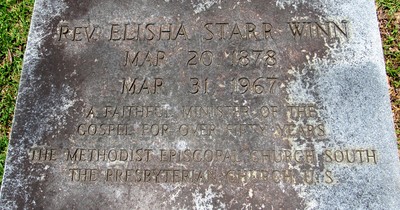 REV. ELISHA STARR WINN
MAR 20 1878
MAR 31 1967
A FAITHFUL MINISTER OF THE
GOSPEL FOR OVER FIFTY YEARS
THE METHODIST EPISCOPAL CHURCH SOUTH
THE PRESBYTERIAN CHURCH U.S.